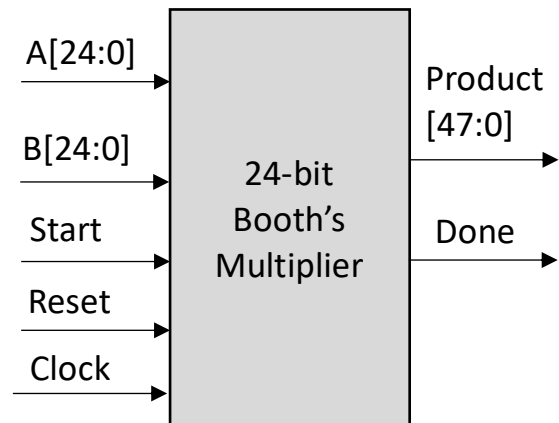 A[24:0]
B[24:0]
Start
Reset
Clock
24-bit
Booth's
Multiplier
Product
[47:0]
Done